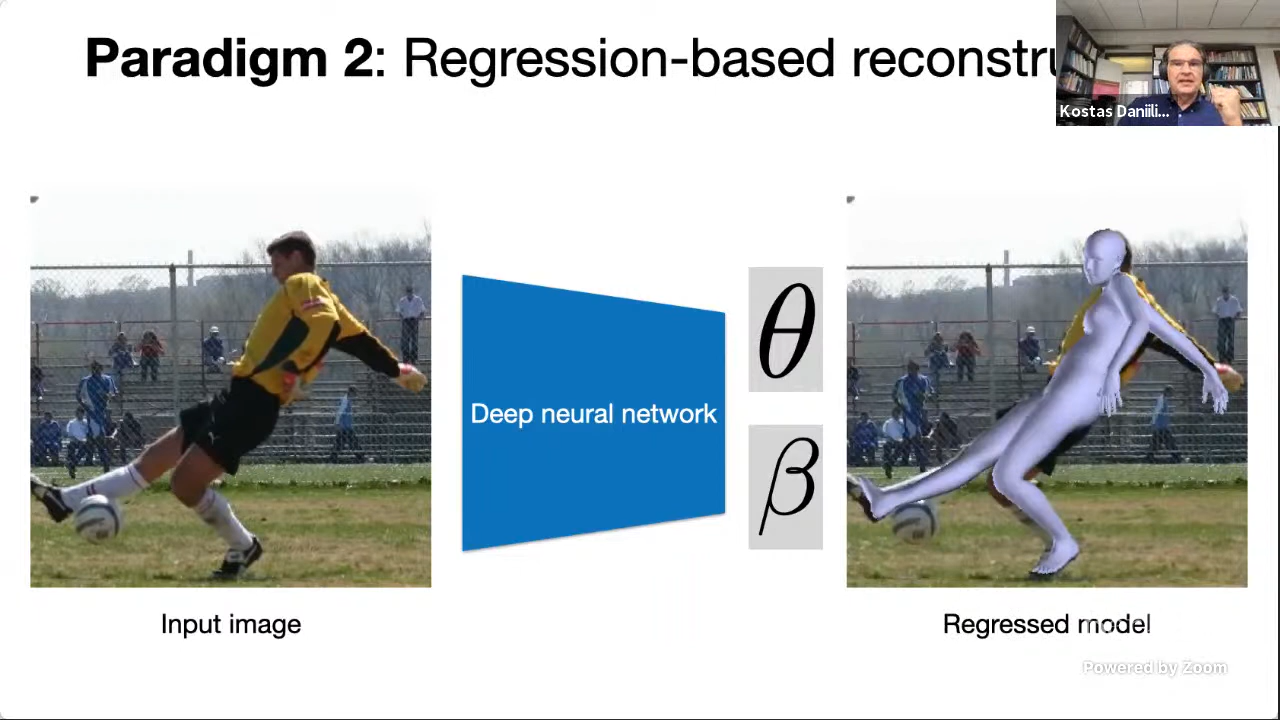 Paradigm 2: Regression-based reconstru
Kostas Daniili...
Deep neural network
θ
β
Input image
Regressed model
Powered by Zoom